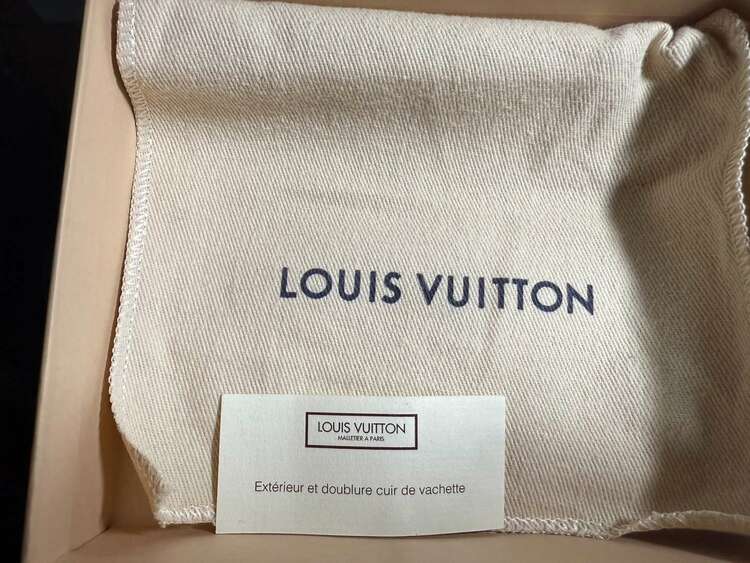 LOUIS VUITTON
LOUIS VUITTON
MALLETIER A PARIS
Extérieur et doublure cuir de vachette